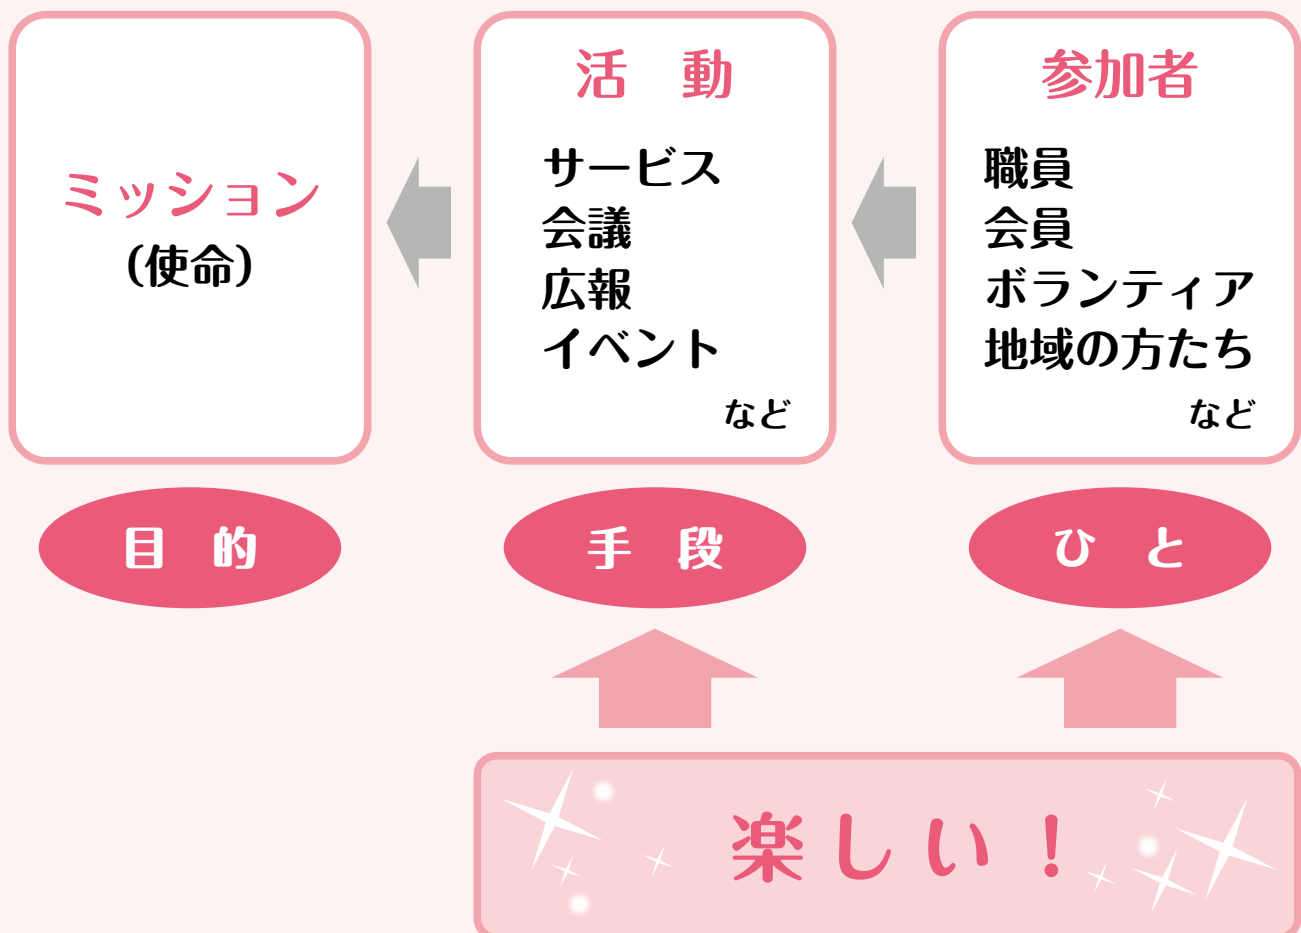 ミッション
(使命)
目 的
活 動
サービス
会議
広報
イベント
など
手 段
参加者
職員
会員
ボランティア
地域の方たち
など
ひ と
楽しい！